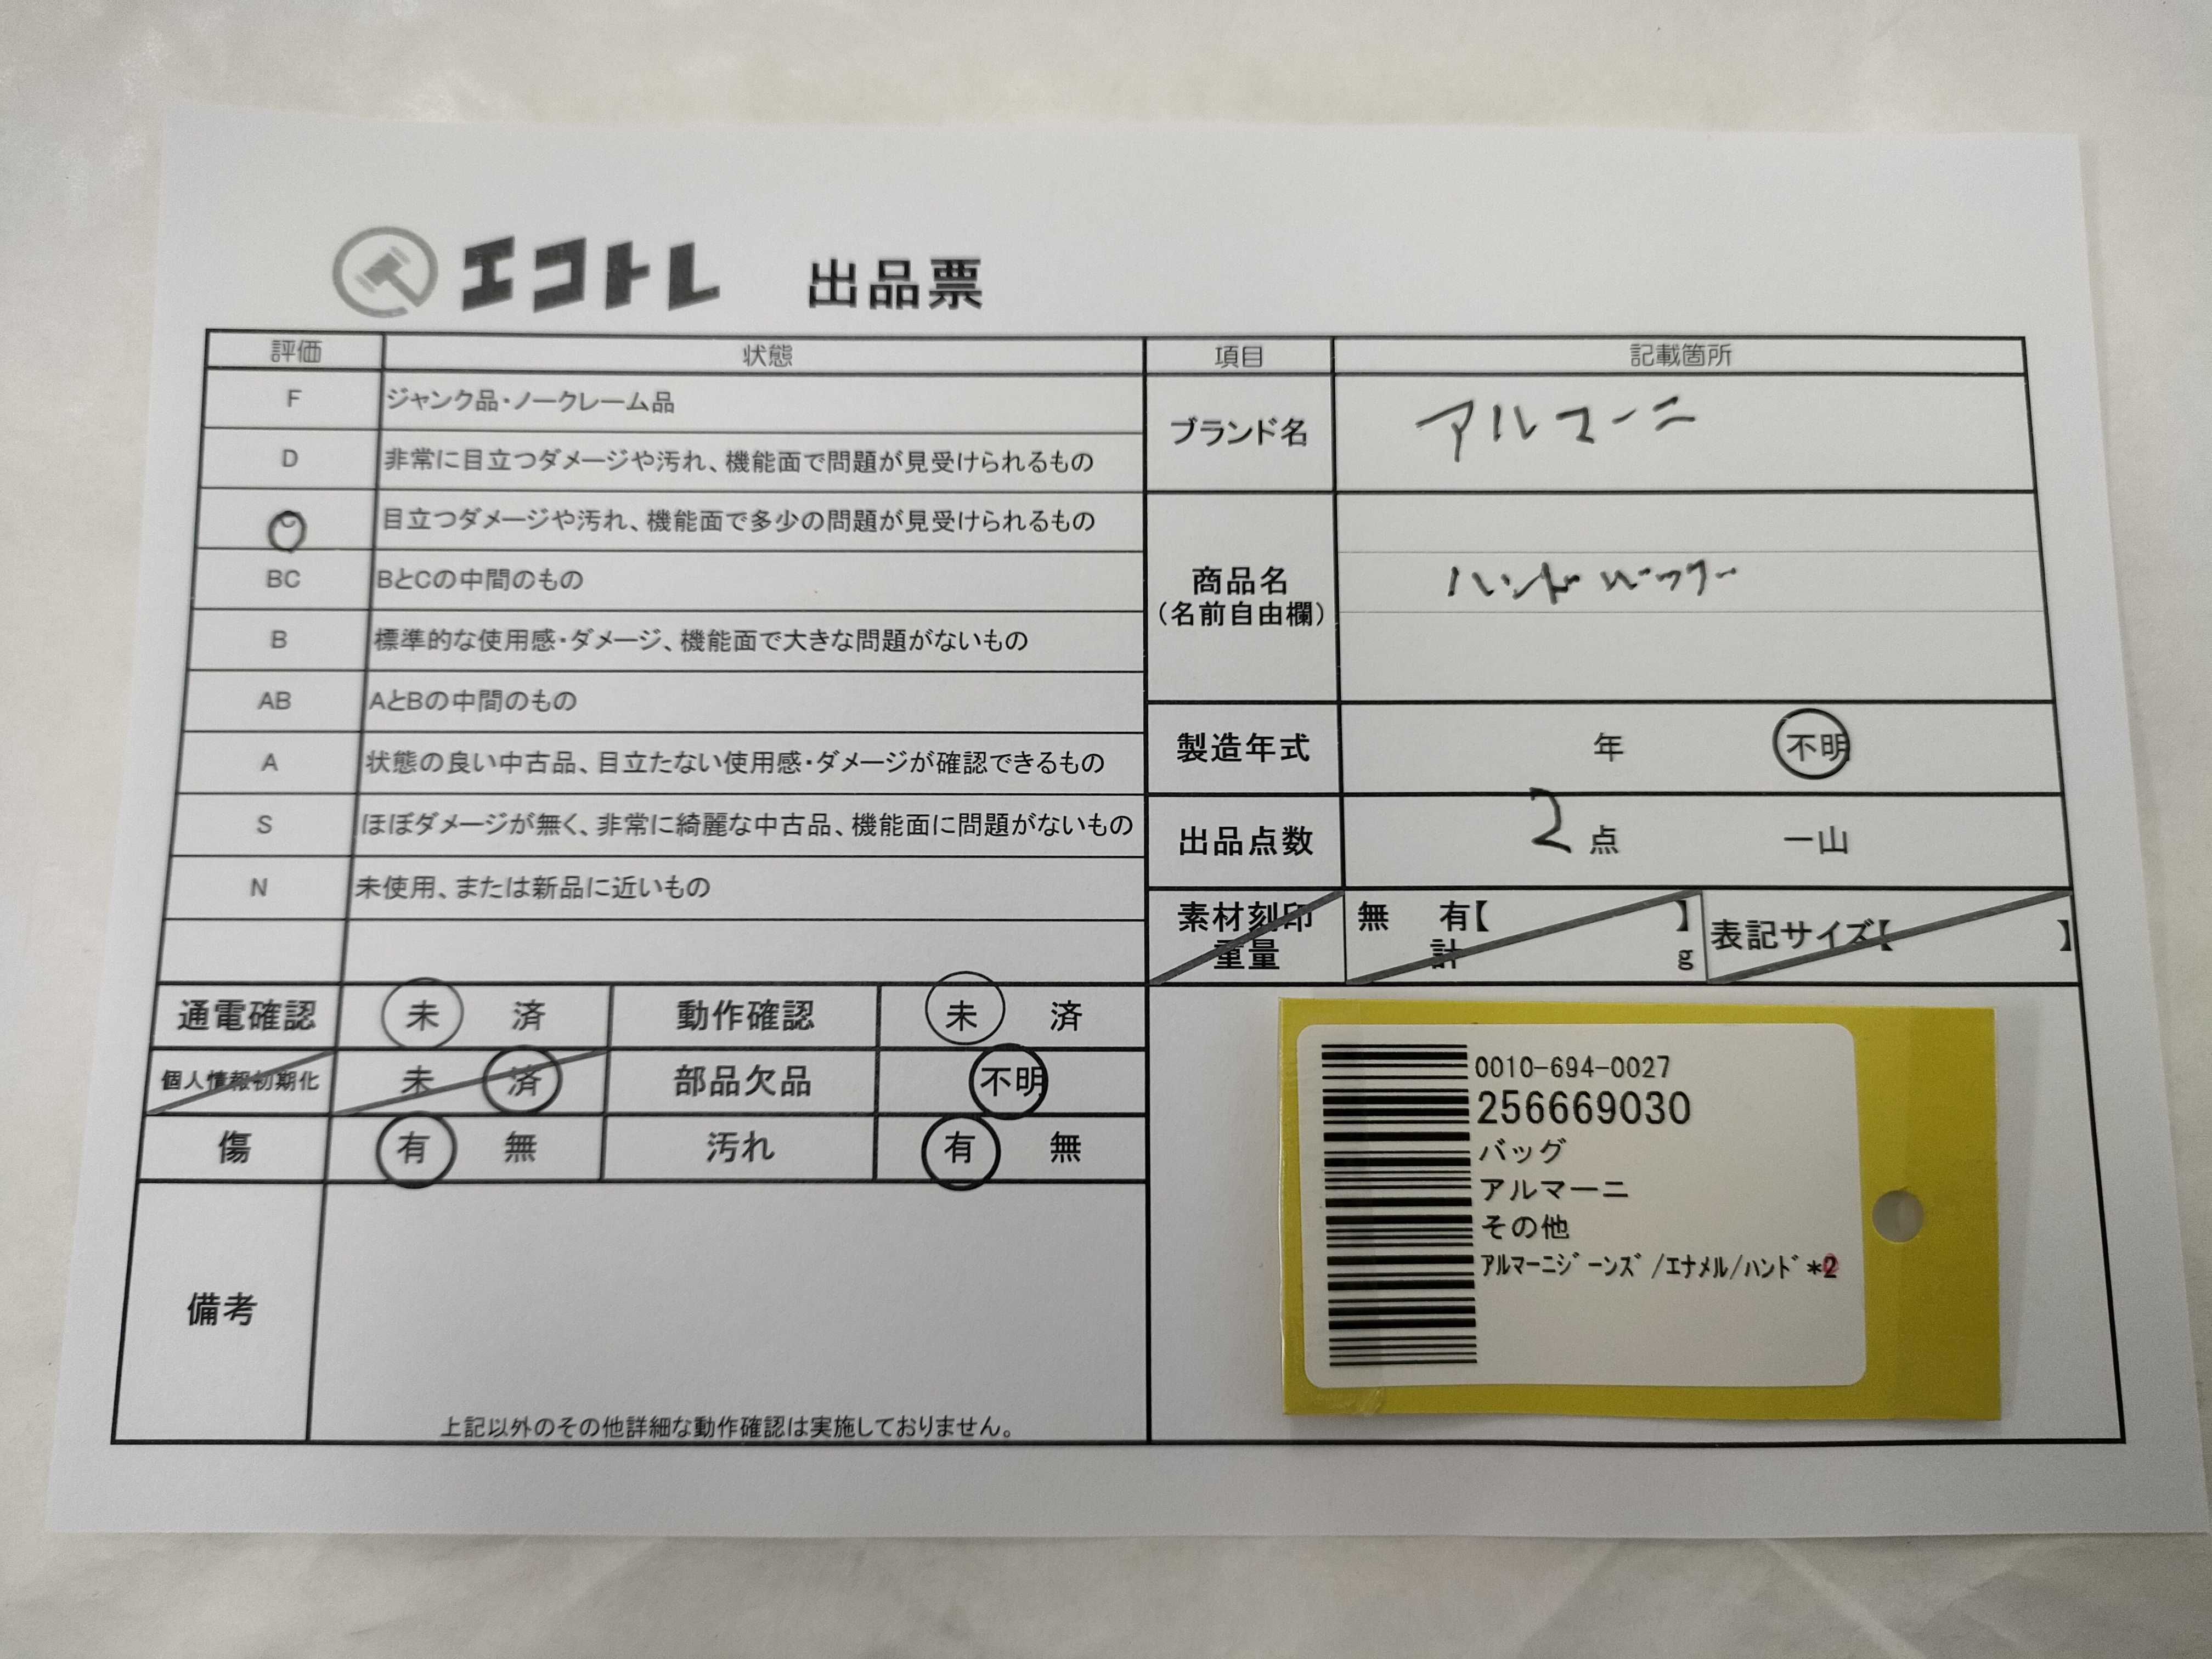 エコトレ 出品票
評価 状態 項目 記載箇所
F ジャンク品・ノークレーム品
D 非常に目立つダメージや汚れ、機能面で問題が見受けられるもの
ブランド名 アルマーニ
C 目立つダメージや汚れ、機能面で多少の問題が見受けられるもの
BC BとCの中間のもの
B 標準的な使用感・ダメージ、機能面で大きな問題がないもの
商品名
(名前自由欄)
ハンドバッグ
AB AとBの中間のもの
A 状態の良い中古品、目立たない使用感・ダメージが確認できるもの
製造年式 年 不明
S ほぼダメージが無く、非常に綺麗な中古品、機能面に問題がないもの
出品点数 2 点 一山
N 未使用、または新品に近いもの
素材刻印 無 有【 】
重量 計 g
表記サイズ【 】
通電確認 未 済 動作確認 未 済
個人情報初期化 未 済 部品欠品 不明
傷 有 無 汚れ 有 無
備考
上記以外のその他詳細な動作確認は実施しておりません。
0010-694-0027
256669030
バッグ
アルマーニ
その他
ｱﾙﾏｰﾆｼﾞｰﾝｽﾞ/ｴﾅﾒﾙ/ﾊﾝﾄﾞ*2